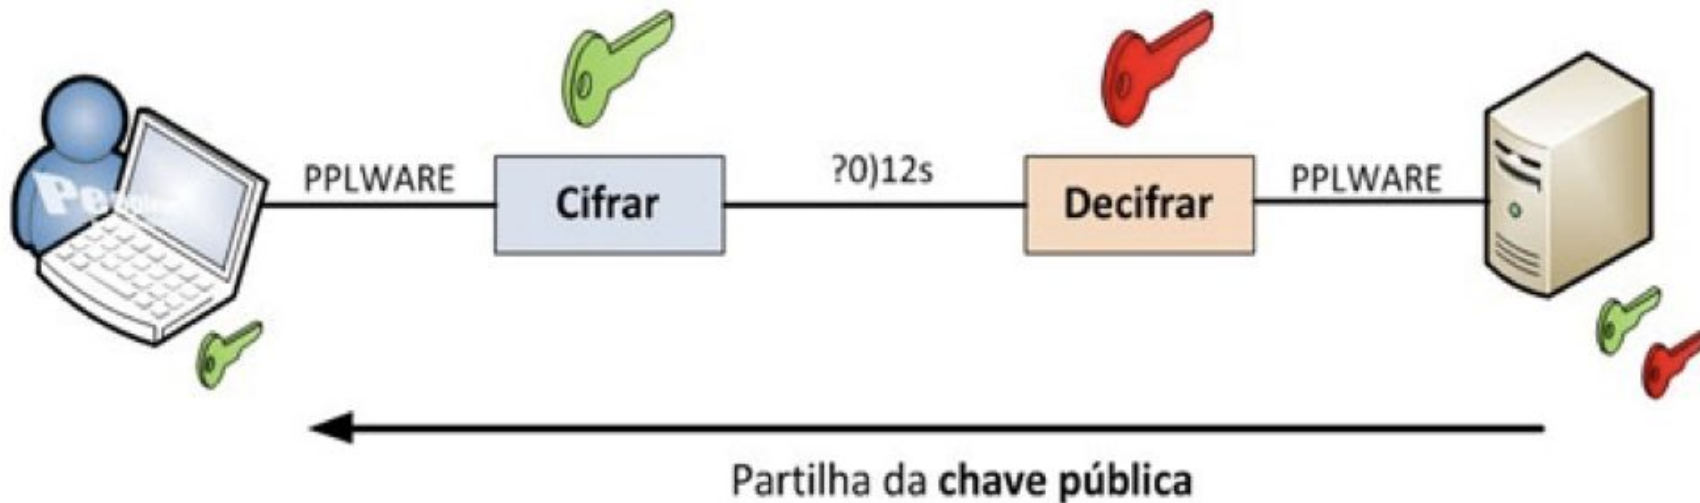 PPLWARE
Cifrar
?0)12s
Decifrar
PPLWARE
Partilha da chave pública